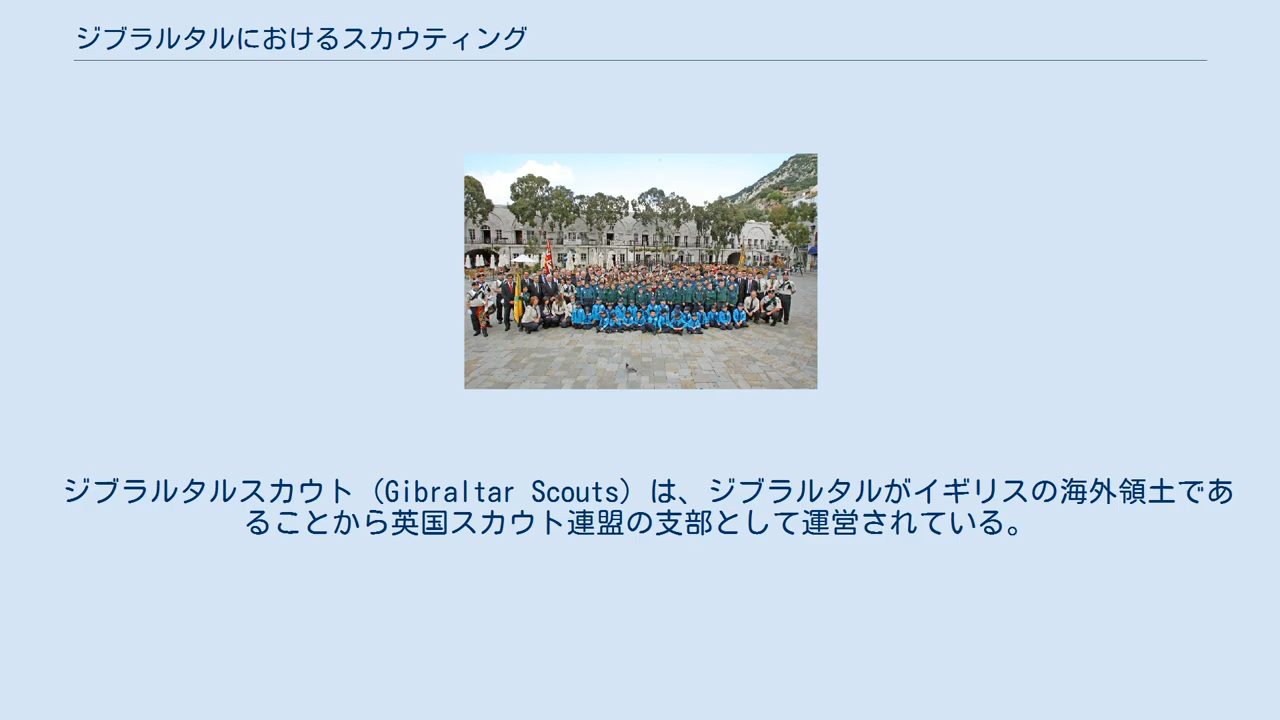 ジブラルタルにおけるスカウティング
ジブラルタルスカウト（Gibraltar Scouts）は、ジブラルタルがイギリスの海外領土であ
ることから英国スカウト連盟の支部として運営されている。